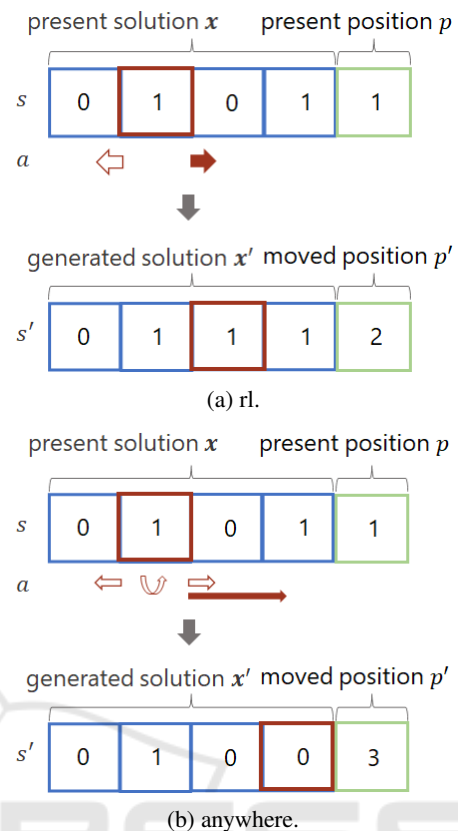 present solution x present position p
s 0 1 0 1 1
a
generated solution x′ moved position p′
s′ 0 1 1 1 2
(a) rl.
present solution x present position p
s 0 1 0 1 1
a
generated solution x′ moved position p′
s′ 0 1 0 0 3
(b) anywhere.